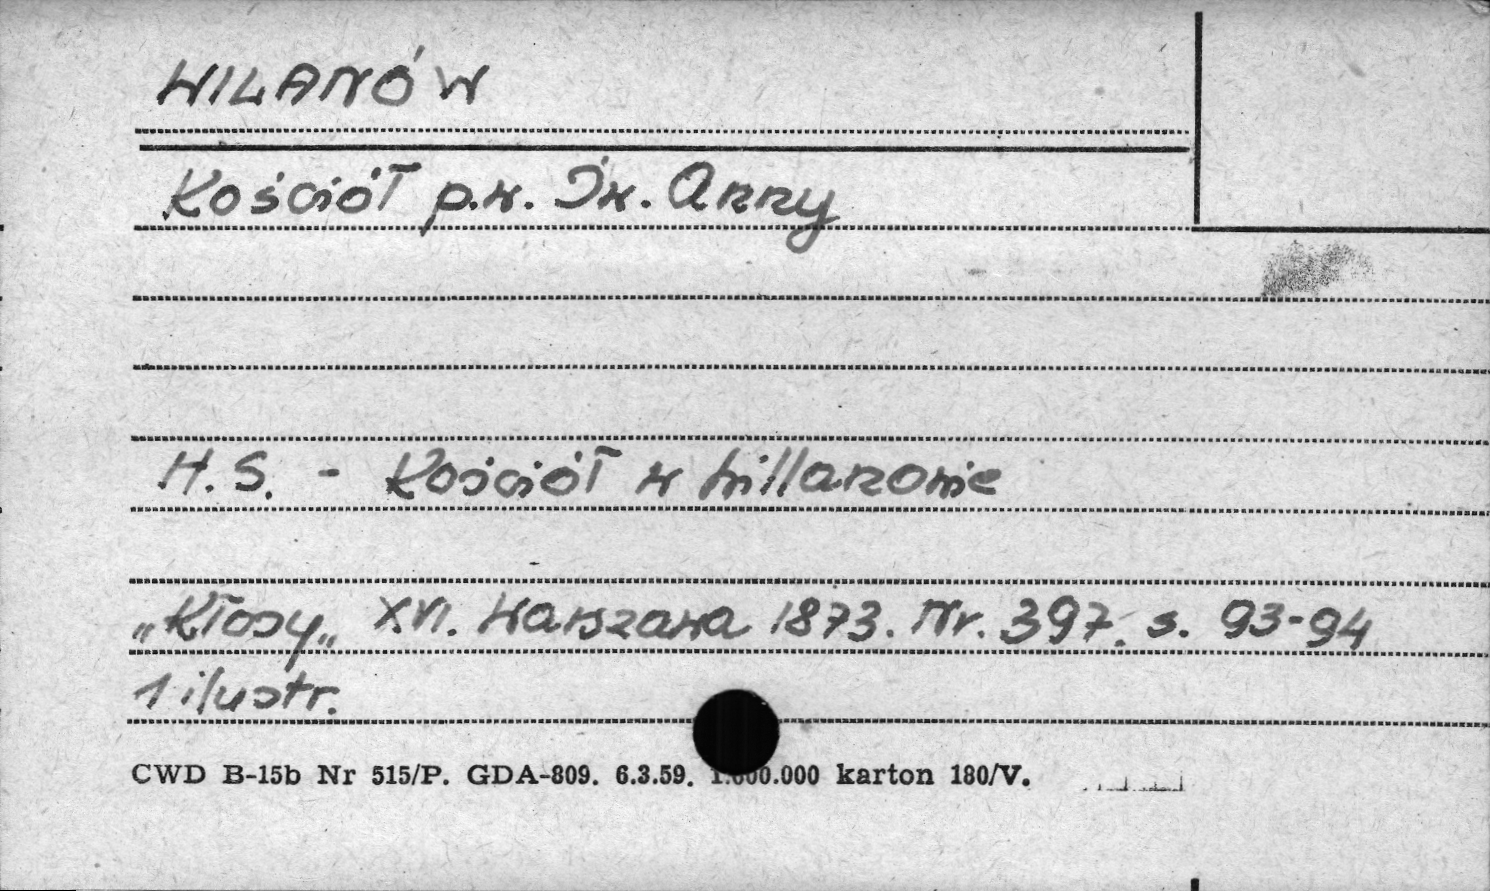 WILANÓW
Kościół p.w. Św. Anny
H.S. - Kościół w Willanowie
„Kłosy„ XVI. Warszawa 1873. Nr. 397. s. 93-94
1 ilustr.
CWD B-15b Nr 515/P. GDA-809. 6.3.59. 1.000.000 karton 180/V.